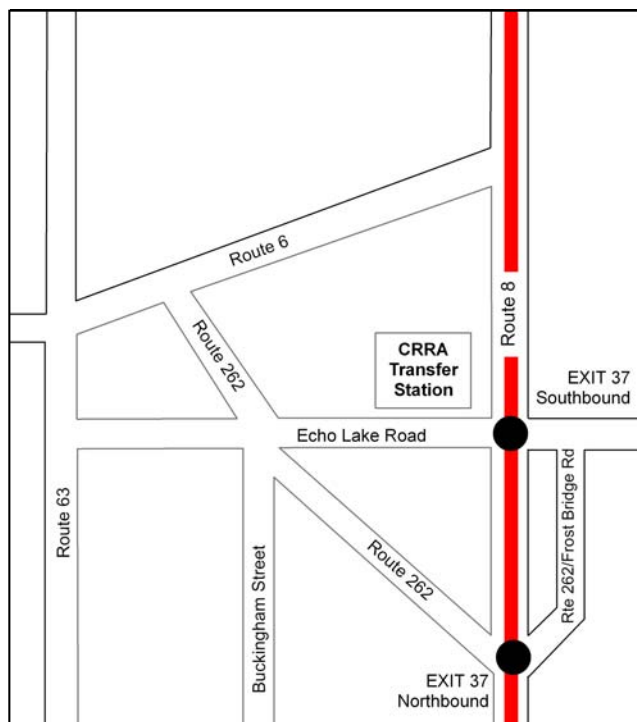 Route 6
Route 262
Route 8
CRRA
Transfer
Station
EXIT 37
Southbound
Echo Lake Road
Route 63
Buckingham Street
Route 262
Rte 262/Frost Bridge Rd
EXIT 37
Northbound